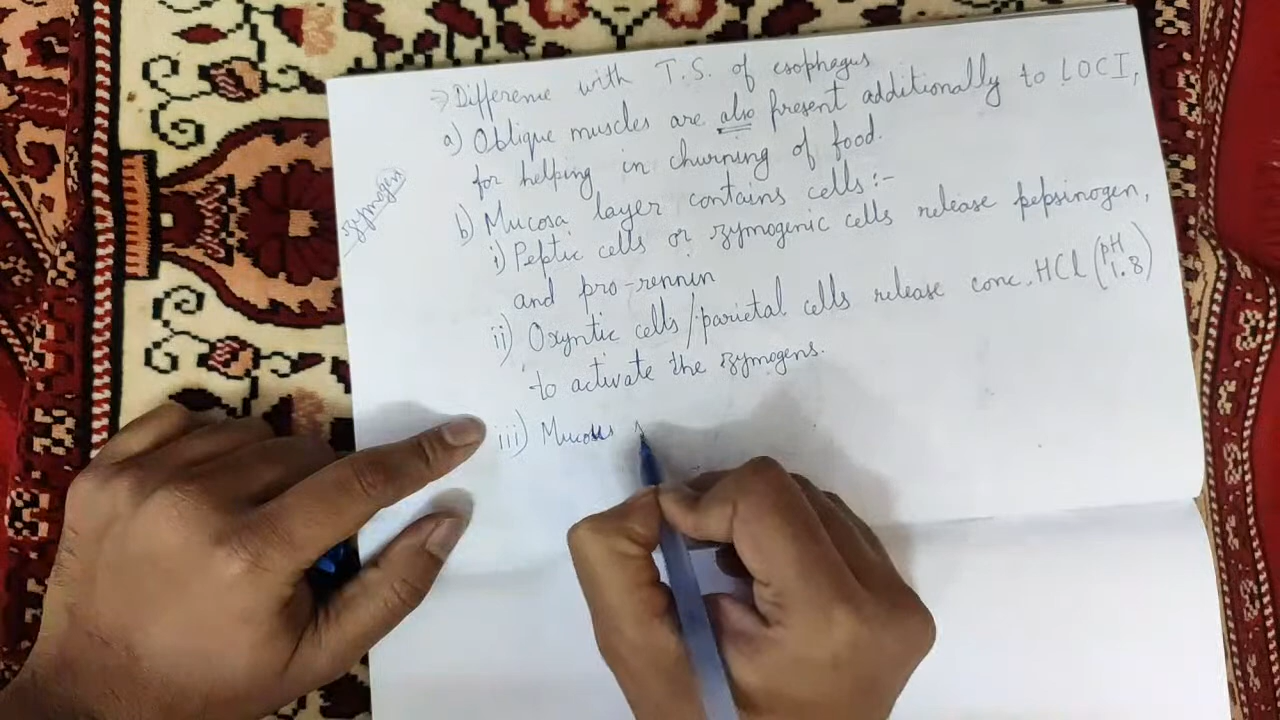 ⇒ Difference with T.S. of esophagus
a) Oblique muscles are also present additionally to LOCI,
for helping in churning of food.
b) Mucosa layer contains cells:-
i) Peptic cells or zymogenic cells release pepsinogen,
and pro-rennin
ii) Oxyntic cells/parietal cells release conc. HCl (pH 1.8)
to activate the zymogens.
iii) Mucous
zymogen